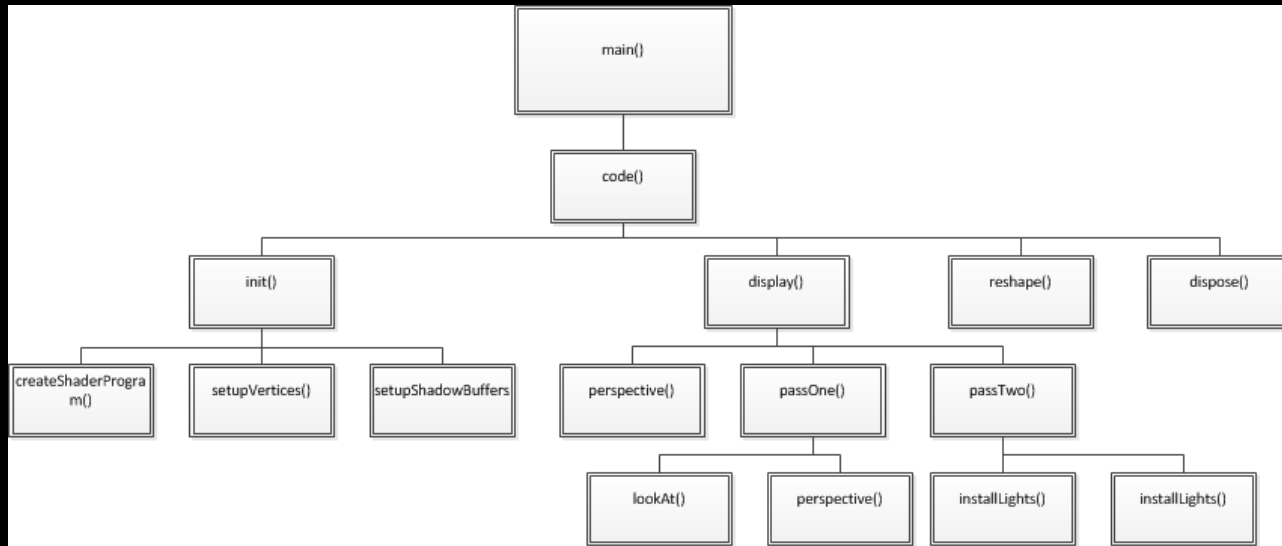 main()
code()
init()
display()
reshape()
dispose()
createShaderProgra
m()
setupVertices()
setupShadowBuffers
perspective()
passOne()
passTwo()
lookAt()
perspective()
installLights()
installLights()